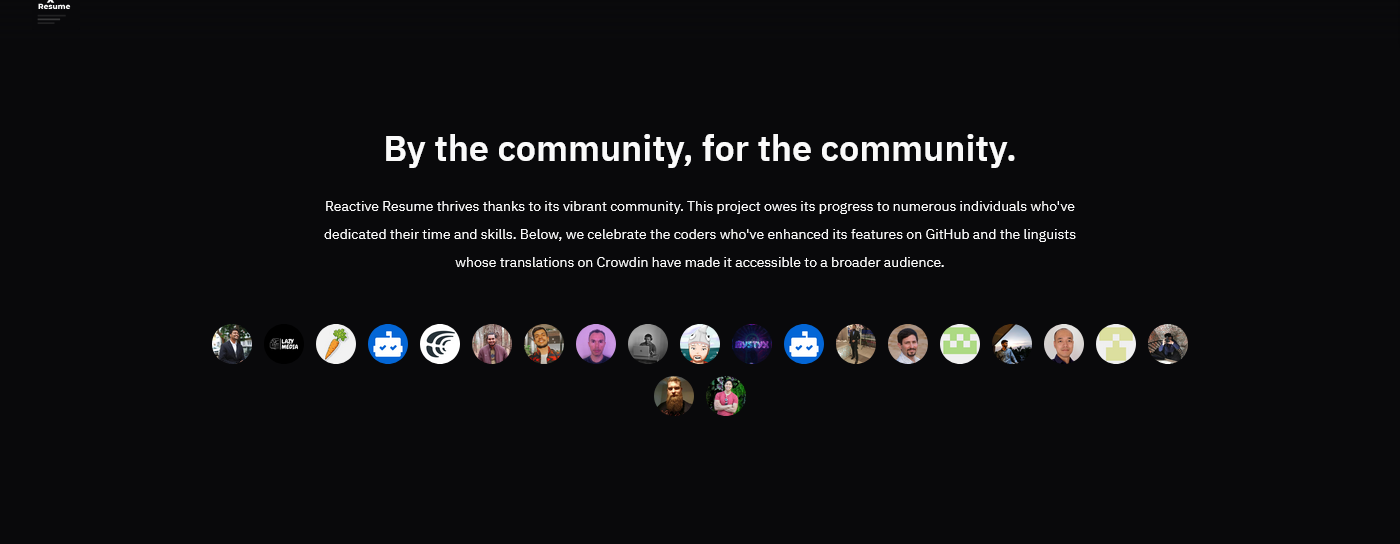 Resume
By the community, for the community.
Reactive Resume thrives thanks to its vibrant community. This project owes its progress to numerous individuals who've
dedicated their time and skills. Below, we celebrate the coders who've enhanced its features on GitHub and the linguists
whose translations on Crowdin have made it accessible to a broader audience.
LAZY
MEDIA